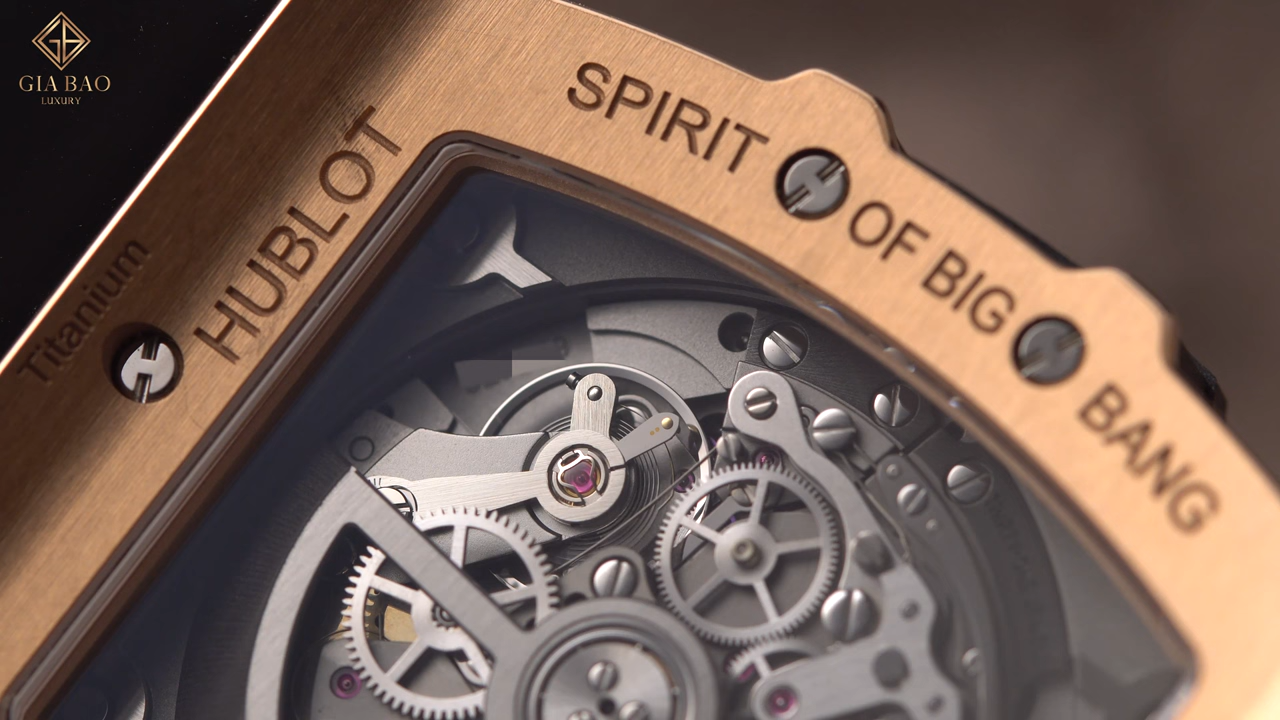 GIA BAO
LUXURY
SPIRIT OF BIG BANG
HUBLOT
Titanium